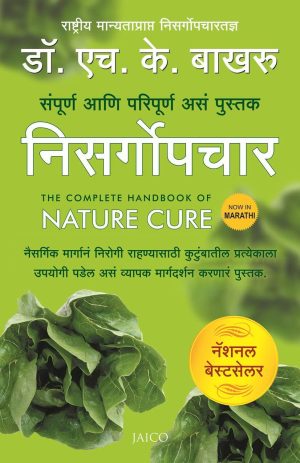 राष्ट्रीय मान्यताप्राप्त निसर्गोपचारतज्ञ
डॉ. एच. के. बाखरु
संपूर्ण आणि परिपूर्ण असं पुस्तक
निसर्गोपचार
THE COMPLETE HANDBOOK OF
NATURE CURE
NOW IN
MARATHI
नैसर्गिक मार्गानं निरोगी राहण्यासाठी कुटुंबातील प्रत्येकाला
उपयोगी पडेल असं व्यापक मार्गदर्शन करणारं पुस्तक.
नॅशनल
बेस्टसेलर
JAICO